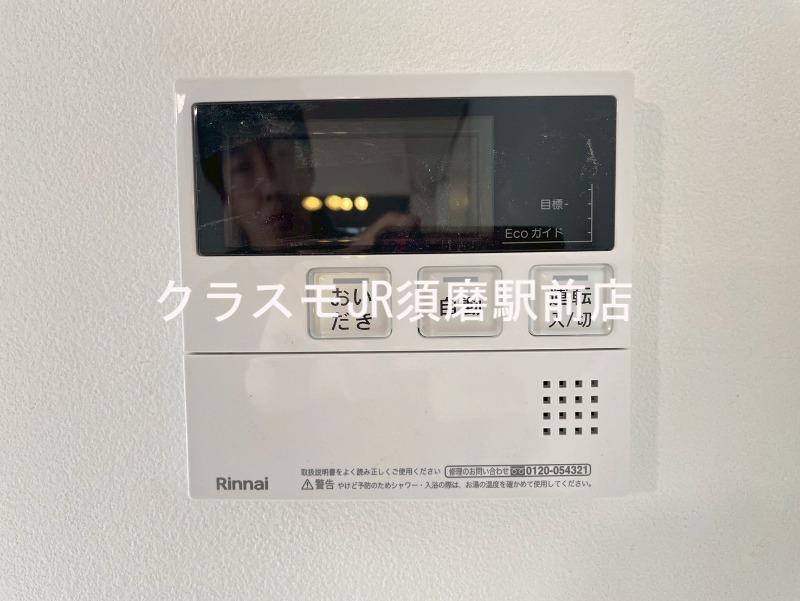 目標-
Eco ガイド
おい
だき
自動
運転
入/切
クラスモJR須磨駅前店
取扱説明書をよく読み正しくご使用ください 修理のお問い合わせ 0120-054321
Rinnai
警告 やけど予防のためシャワー・入浴の際は、お湯の温度を確かめて使用してください。